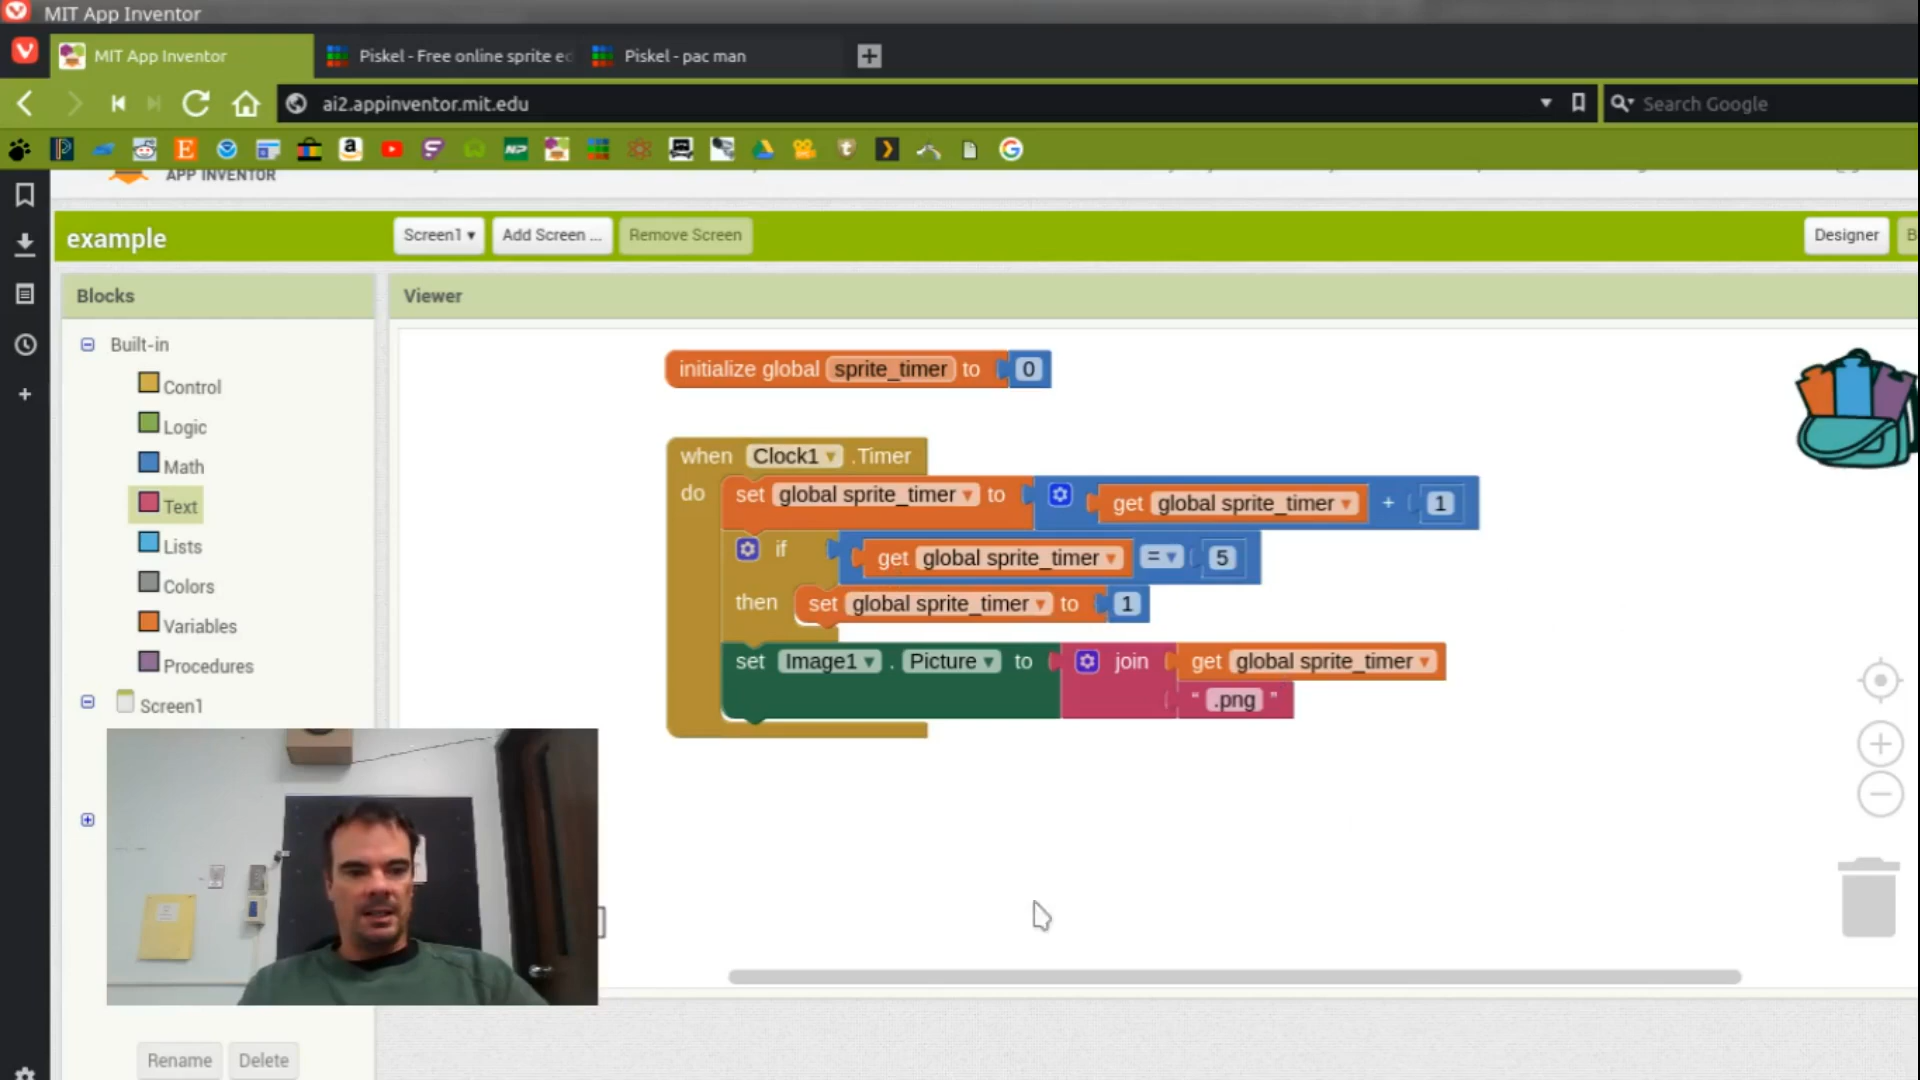 MIT App Inventor
MIT App Inventor
Piskel - Free online sprite ed
Piskel - pac man
ai2.appinventor.mit.edu
Search Google
APP INVENTOR
example
Screen1
Add Screen ...
Remove Screen
Designer
B
Blocks
Viewer
Built-in
Control
Logic
Math
Text
Lists
Colors
Variables
Procedures
Screen1
initialize global sprite_timer to 0
when Clock1 .Timer
do set global sprite_timer to get global sprite_timer + 1
if get global sprite_timer = 5
then set global sprite_timer to 1
set Image1 . Picture to join get global sprite_timer
" .png "
Rename
Delete